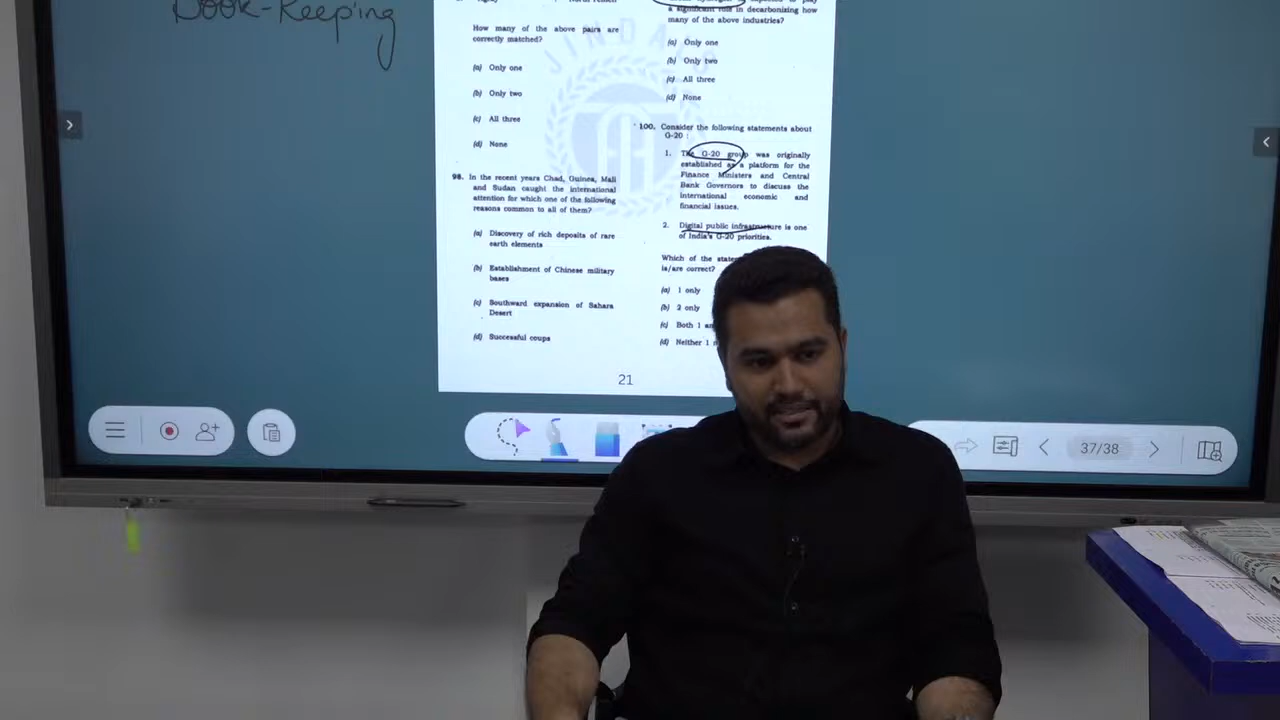 Book-Keeping
How many of the above pairs are
correctly matched?
(a) Only one
(b) Only two
(c) All three
(d) None
98. In the recent years Chad, Guinea, Mali
and Sudan caught the international
attention for which one of the following
reasons common to all of them?
(a) Discovery of rich deposits of rare
earth elements
(b) Establishment of Chinese military
bases
(c) Southward expansion of Sahara
Desert
(d) Successful coups
a significant role in decarbonizing how
many of the above industries?
(a) Only one
(b) Only two
(c) All three
(d) None
100. Consider the following statements about
G-20 :
1. The G-20 group was originally
established as a platform for the
Finance Ministers and Central
Bank Governors to discuss the
international economic and
financial issues.
2. Digital public infrastructure is one
of India's G-20 priorities.
Which of the
is/are correct?
(a) 1 only
(b) 2 only
(c) Both 1
(d) Neither 1
21
JINDAL'S
37/38